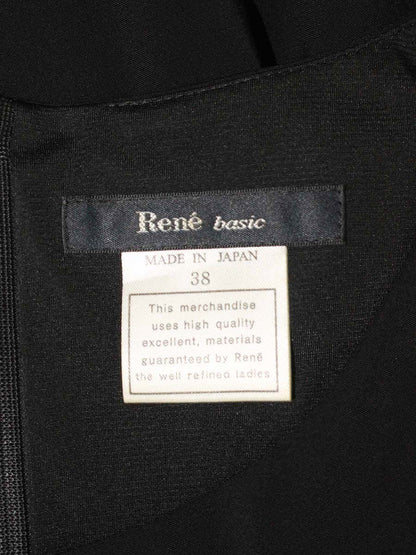 René basic
MADE IN JAPAN
38
This merchandise
uses high quality
excellent, materials
guaranteed by René
the well refined ladies